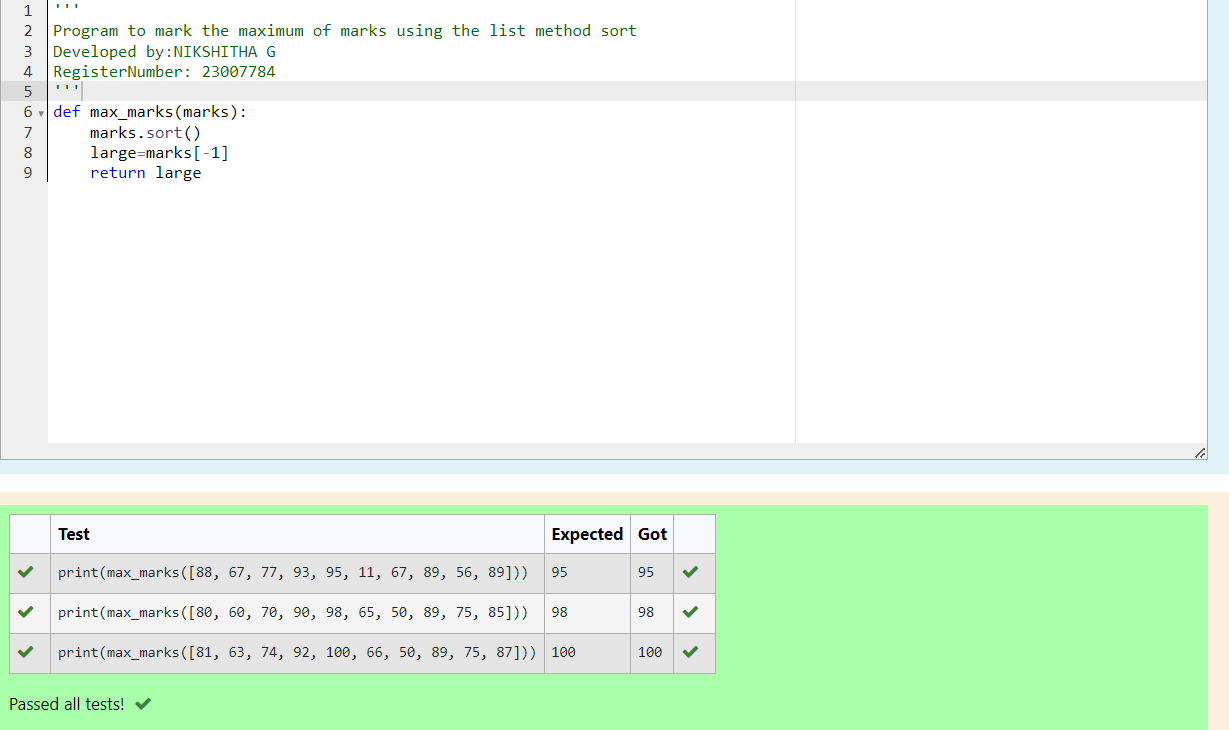 1 '''
2 Program to mark the maximum of marks using the list method sort
3 Developed by:NIKSHITHA G
4 RegisterNumber: 23007784
5 '''
6 def max_marks(marks):
7     marks.sort()
8     large=marks[-1]
9     return large
Test Expected Got
print(max_marks([88, 67, 77, 93, 95, 11, 67, 89, 56, 89])) 95 95
print(max_marks([80, 60, 70, 90, 98, 65, 50, 89, 75, 85])) 98 98
print(max_marks([81, 63, 74, 92, 100, 66, 50, 89, 75, 87])) 100 100
Passed all tests!